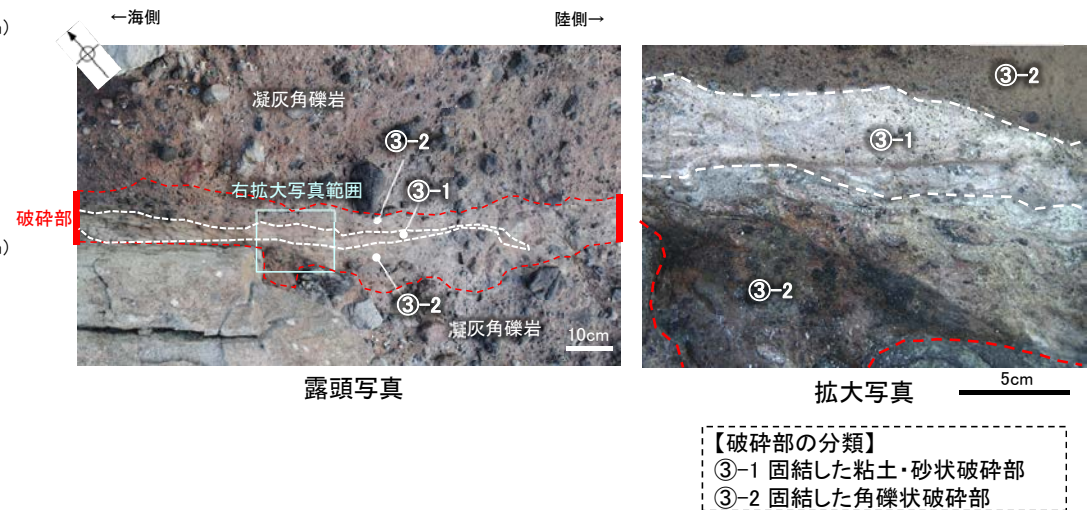 ←海側
陸側→
)
凝灰角礫岩
③-2
③-1
右拡大写真範囲
破砕部
)
③-2
凝灰角礫岩
10cm
露頭写真
③-2
③-1
③-2
拡大写真
5cm
【破砕部の分類】
③-1 固結した粘土・砂状破砕部
③-2 固結した角礫状破砕部